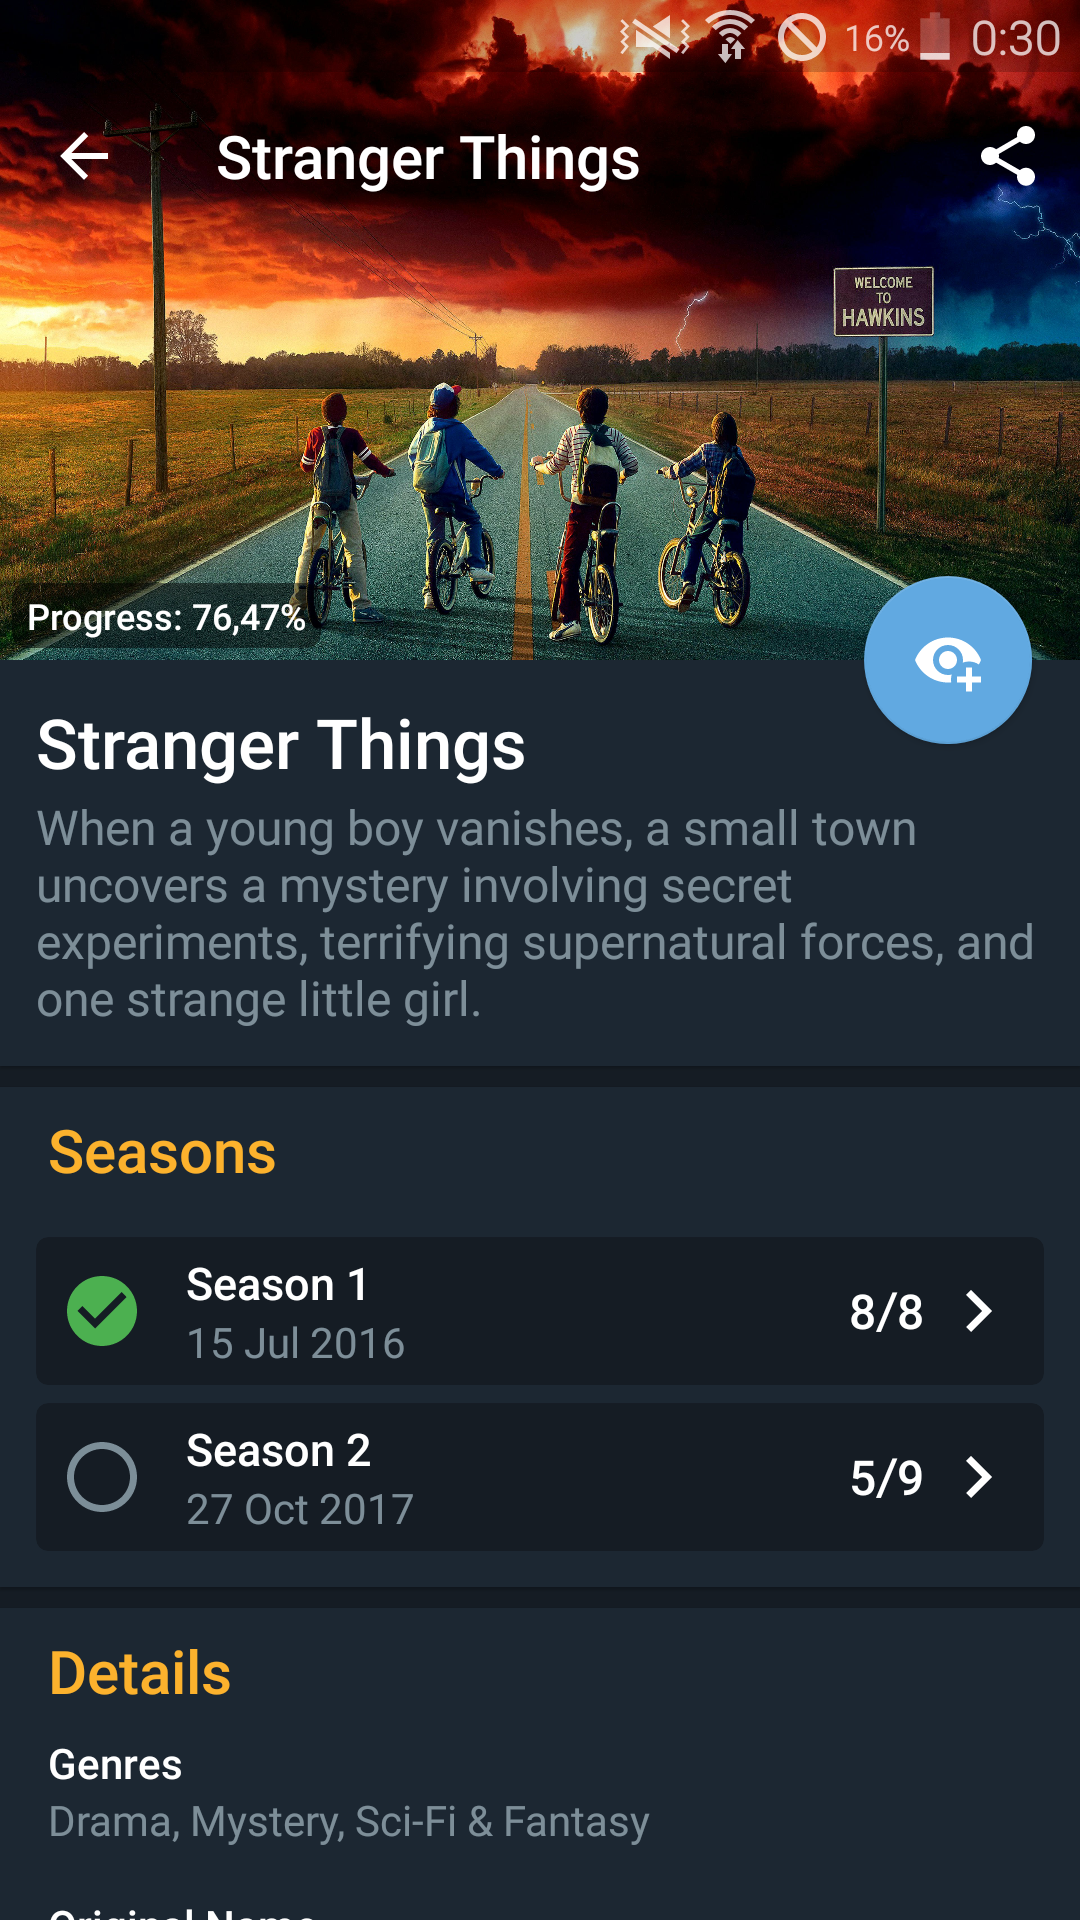 16% 0:30
Stranger Things
WELCOME
TO
HAWKINS
Progress: 76,47%
Stranger Things
When a young boy vanishes, a small town
uncovers a mystery involving secret
experiments, terrifying supernatural forces, and
one strange little girl.
Seasons
Season 1
15 Jul 2016
8/8
Season 2
27 Oct 2017
5/9
Details
Genres
Drama, Mystery, Sci-Fi & Fantasy
Original Name